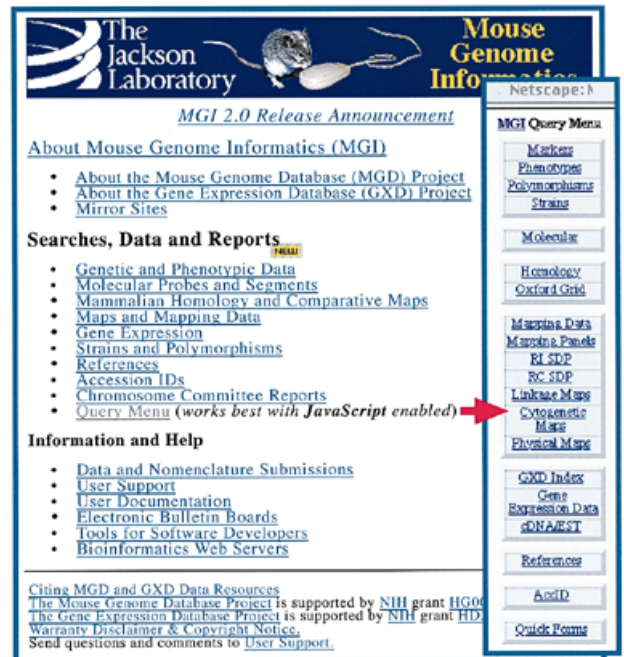 The
Jackson
Laboratory
Mouse
Genome
Informatics
MGI 2.0 Release Announcement
About Mouse Genome Informatics (MGI)
• About the Mouse Genome Database (MGD) Project
• About the Gene Expression Database (GXD) Project
• Mirror Sites
Searches, Data and Reports
NEW
• Genetic and Phenotypic Data
• Molecular Probes and Segments
• Mammalian Homology and Comparative Maps
• Maps and Mapping Data
• Gene Expression
• Strains and Polymorphisms
• References
• Accession IDs
• Chromosome Committee Reports
• Query Menu (works best with JavaScript enabled)
Information and Help
• Data and Nomenclature Submissions
• User Support
• User Documentation
• Electronic Bulletin Boards
• Tools for Software Developers
• Bioinformatics Web Servers
Citing MGD and GXD Data Resources
The Mouse Genome Database Project is supported by NIH grant
The Gene Expression Database Project is supported by NIH grant
Warranty Disclaimer & Copyright Notice.
Send questions and comments to User Support.
Netscape:
MGI Query Menu
Markers
Phenotypes
Polymorphisms
Strains
Molecular
Homology
Oxford Grid
Mapping Data
Mapping Panels
RI SDP
RC SDP
Linkage Maps
Cytogenetic
Maps
Physical Maps
GXD Index
Gene
Expression Data
cDNA/EST
References
AccID
Quick Forms